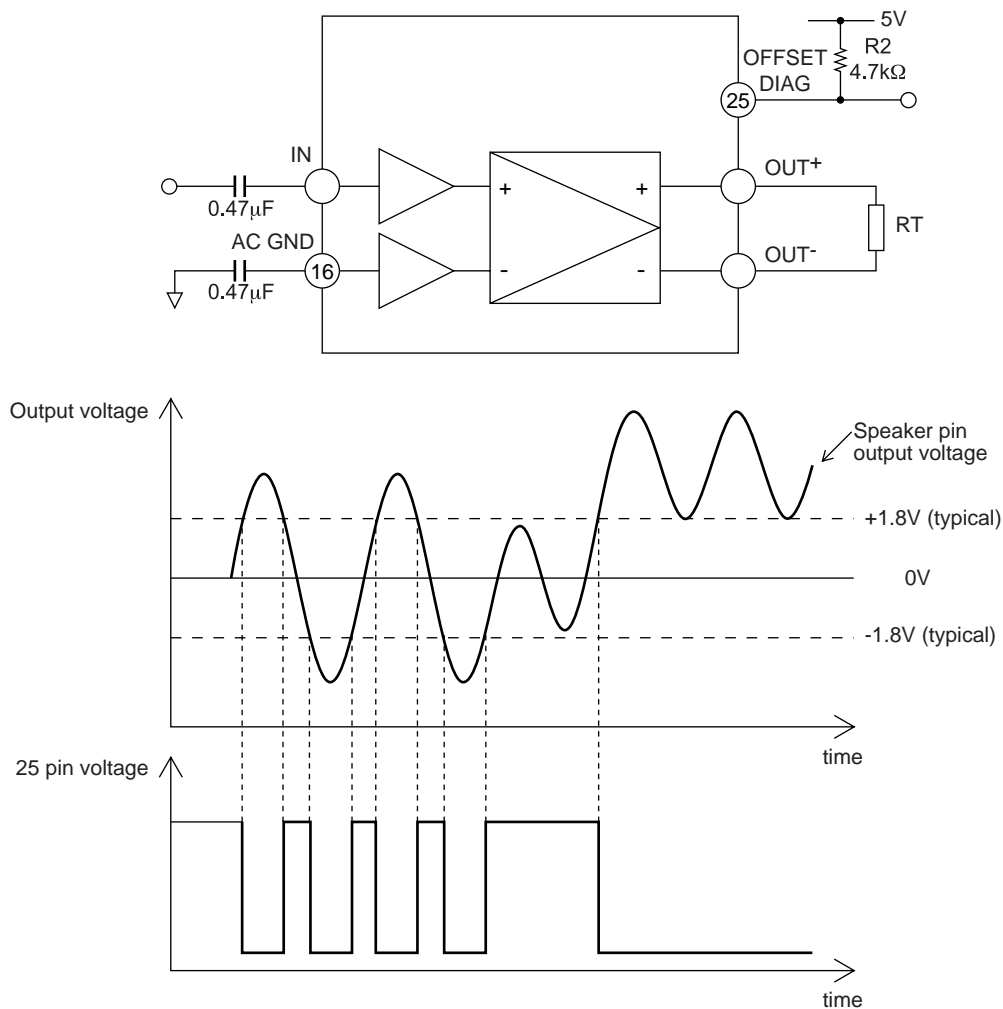 5V
OFFSET
DIAG
R2
4.7kΩ
25
IN
OUT+
+
+
0.47μF
RT
AC GND
OUT-
16
-
-
0.47μF
Output voltage
Speaker pin
output voltage
+1.8V (typical)
0V
-1.8V (typical)
time
25 pin voltage
time